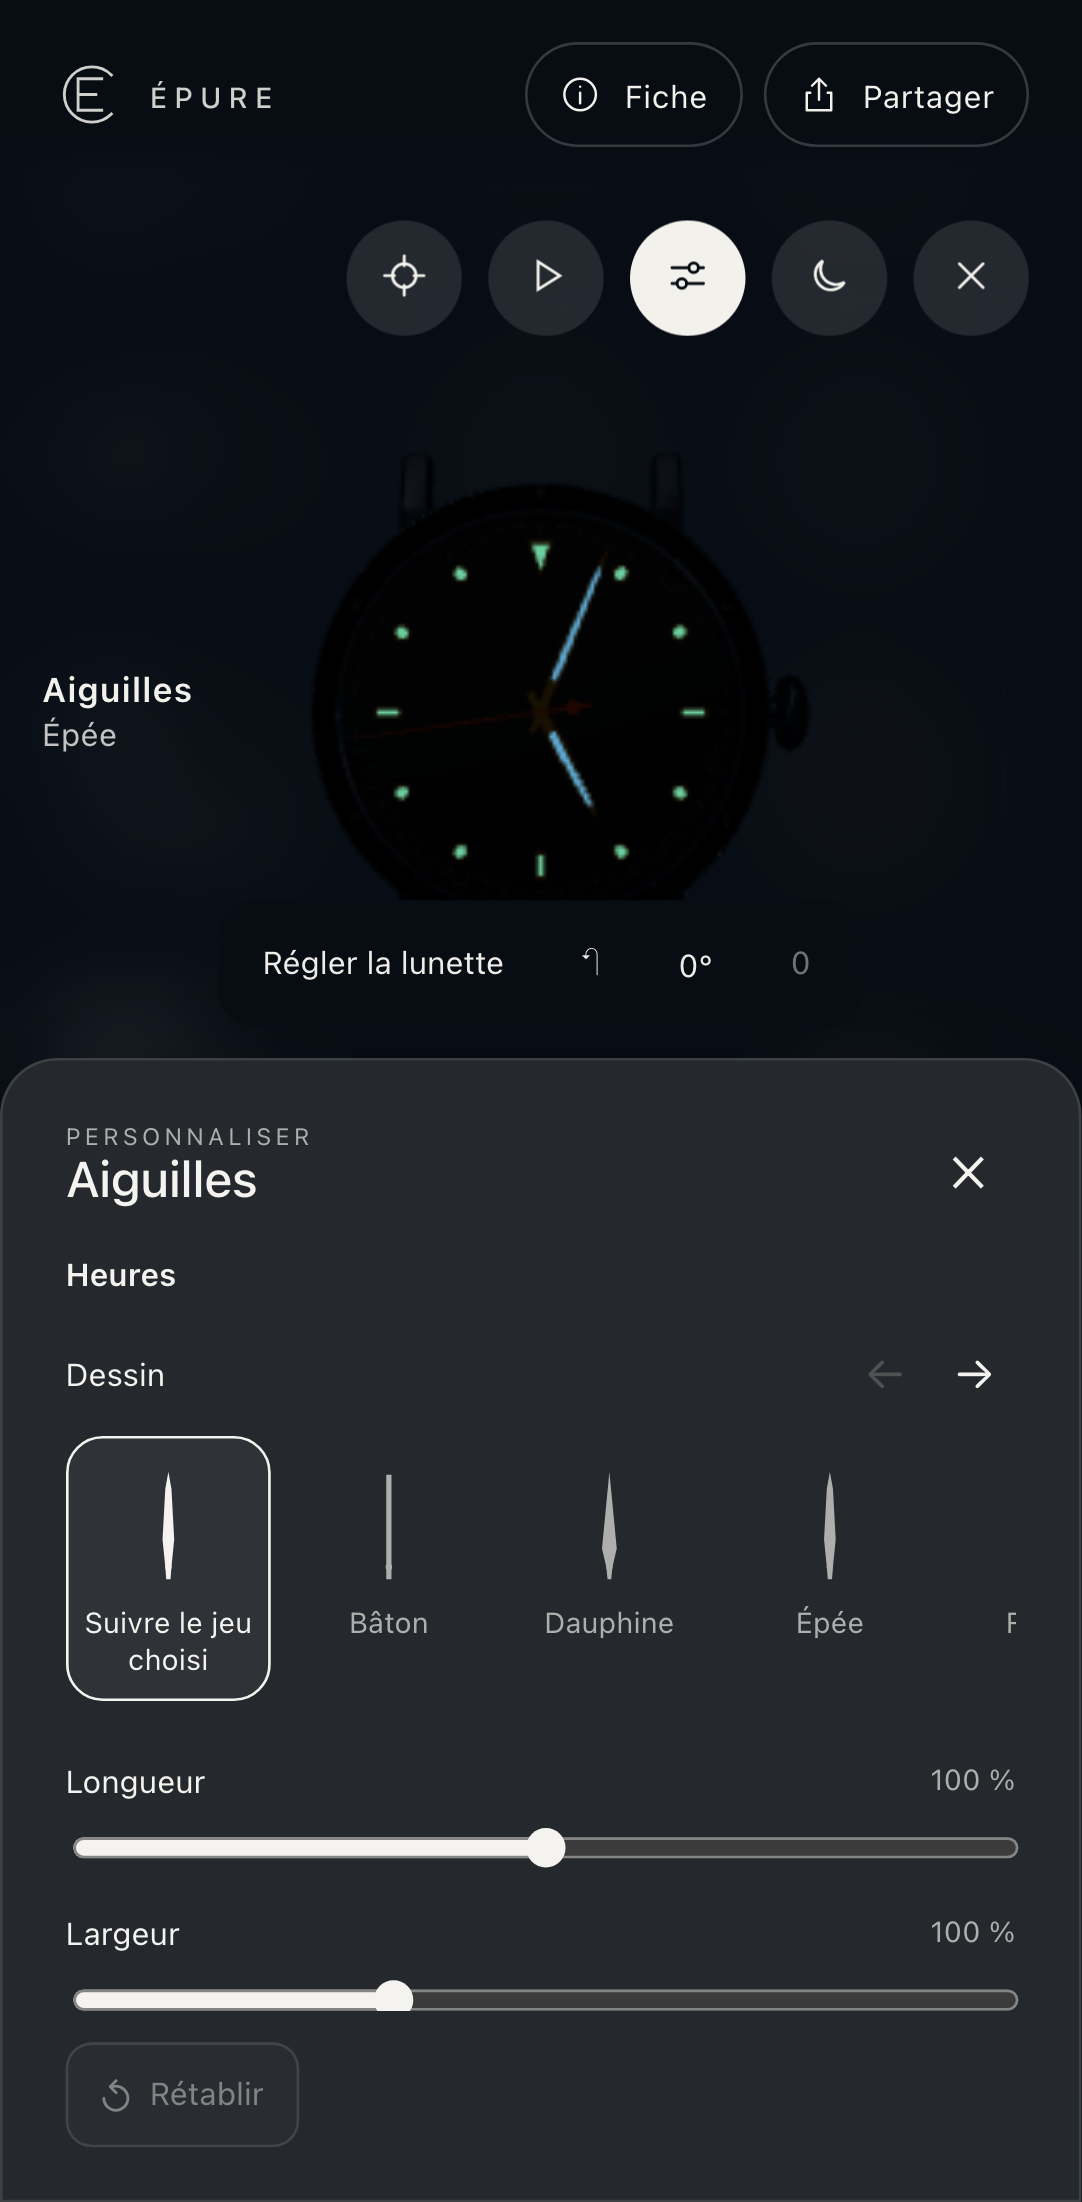 ÉPURE
Fiche
Partager
Aiguilles
Épée
Régler la lunette
0°
0
PERSONNALISER
Aiguilles
Heures
Dessin
Suivre le jeu
choisi
Bâton
Dauphine
Épée
Longueur
100 %
Largeur
100 %
Rétablir